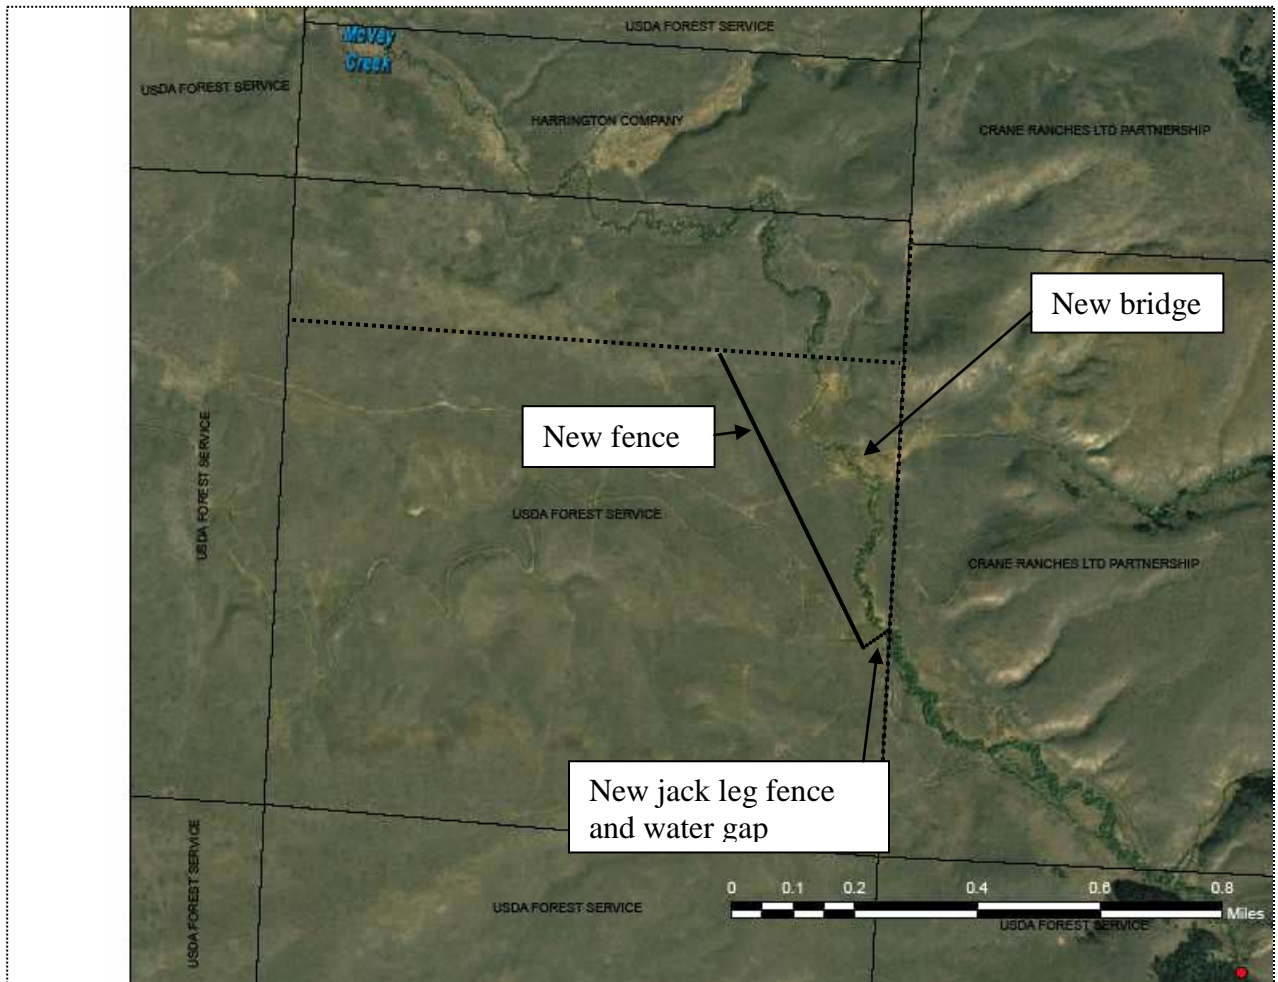 USDA FOREST SERVICE
McVay
Creek
USDA FOREST SERVICE
HARRINGTON COMPANY
CRANE RANCHES LTD PARTNERSHIP
New bridge
New fence
USDA FOREST SERVICE
USDA FOREST SERVICE
CRANE RANCHES LTD PARTNERSHIP
New jack leg fence
and water gap
USDA FOREST SERVICE
USDA FOREST SERVICE
0 0.1 0.2 0.4 0.6 0.8
Miles
USDA FOREST SERVICE